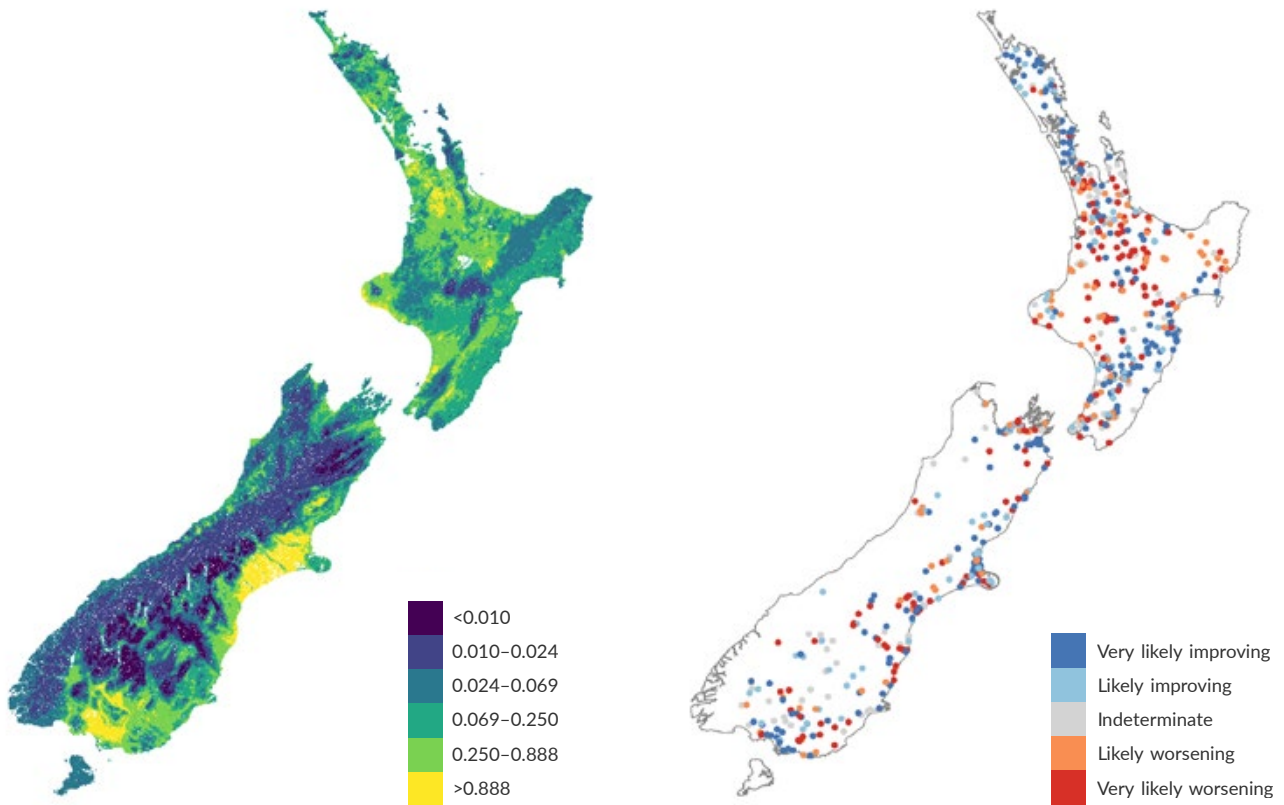 <0.010
0.010–0.024
0.024–0.069
0.069–0.250
0.250–0.888
>0.888
Very likely improving
Likely improving
Indeterminate
Likely worsening
Very likely worsening